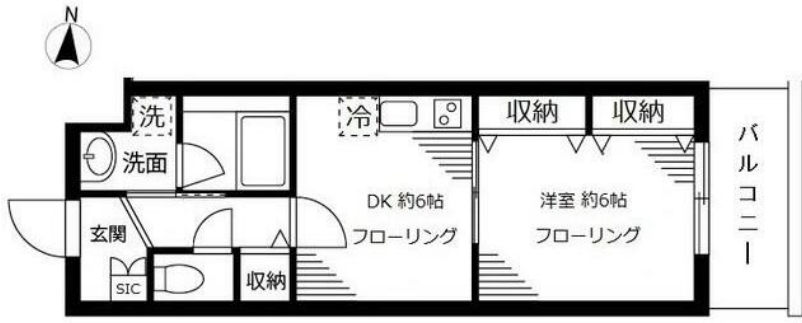 N
洗
洗面
玄関
SIC
収納
冷
DK 約6帖
フローリング
収納
収納
洋室 約6帖
フローリング
バルコニー